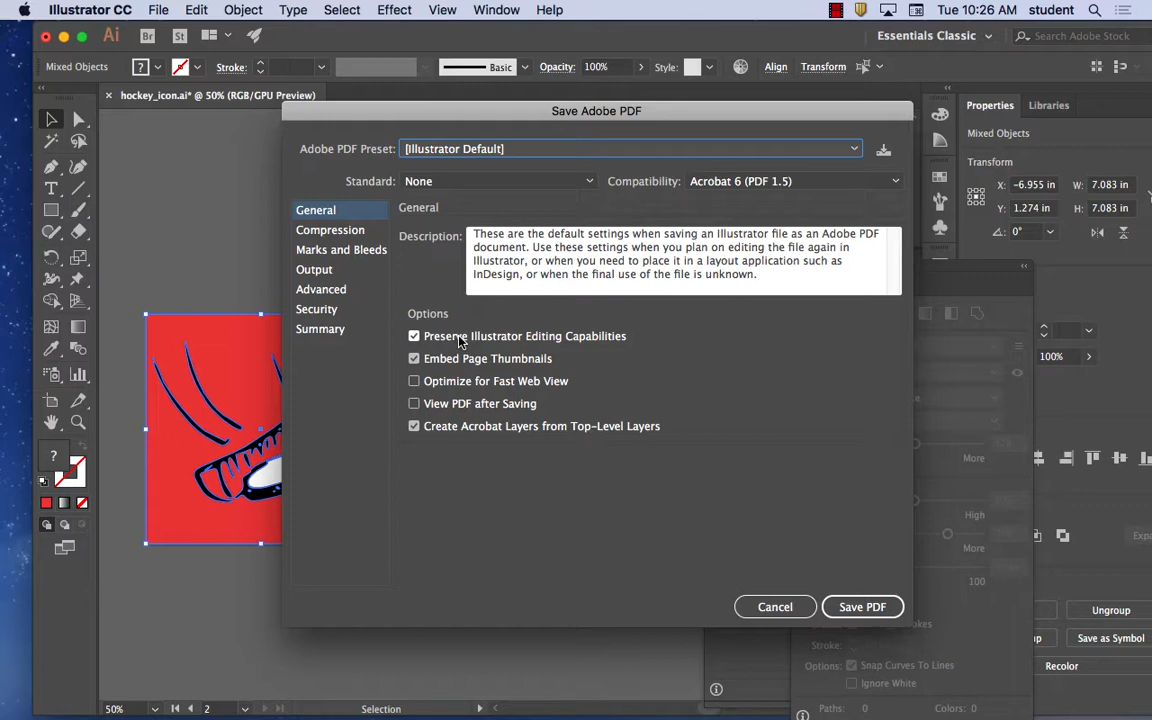 Illustrator CC File Edit Object Type Select Effect View Window Help Tue 10:26 AM student
Ai Br St Essentials Classic Search Adobe Stock
Mixed Objects ? Stroke: Basic Opacity: 100% Style: Align Transform
hockey_icon.ai* @ 50% (RGB/GPU Preview)
Save Adobe PDF
Adobe PDF Preset: [Illustrator Default]
Standard: None Compatibility: Acrobat 6 (PDF 1.5)
General
Compression
Marks and Bleeds
Output
Advanced
Security
Summary
General
Description: These are the default settings when saving an Illustrator file as an Adobe PDF
document. Use these settings when you plan on editing the file again in
Illustrator, or when you need to place it in a layout application such as
InDesign, or when the final use of the file is unknown.
Options
Preserve Illustrator Editing Capabilities
Embed Page Thumbnails
Optimize for Fast Web View
View PDF after Saving
Create Acrobat Layers from Top-Level Layers
Cancel Save PDF
Properties Libraries
Mixed Objects
Transform
X: -6.955 in W: 7.083 in
Y: 1.274 in H: 7.083 in
0°
100%
More
High
More
100
Ungroup
Save as Symbol
Recolor
Stroke:
Options: Snap Curves To Lines
Ignore White
Paths: 0 Colors: 0
?
50% 2 Selection